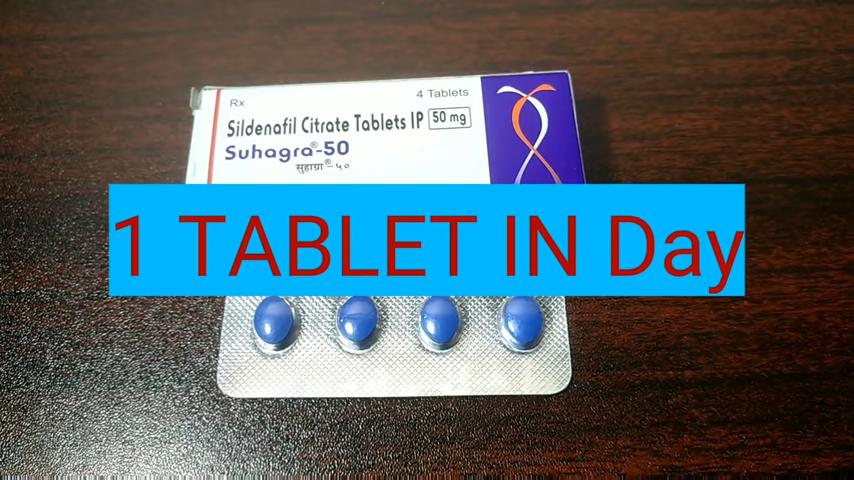 Rx
4 Tablets
Sildenafil Citrate Tablets IP 50 mg
Suhagra®-50
सुहाग्रा®-५०
1 TABLET IN Day